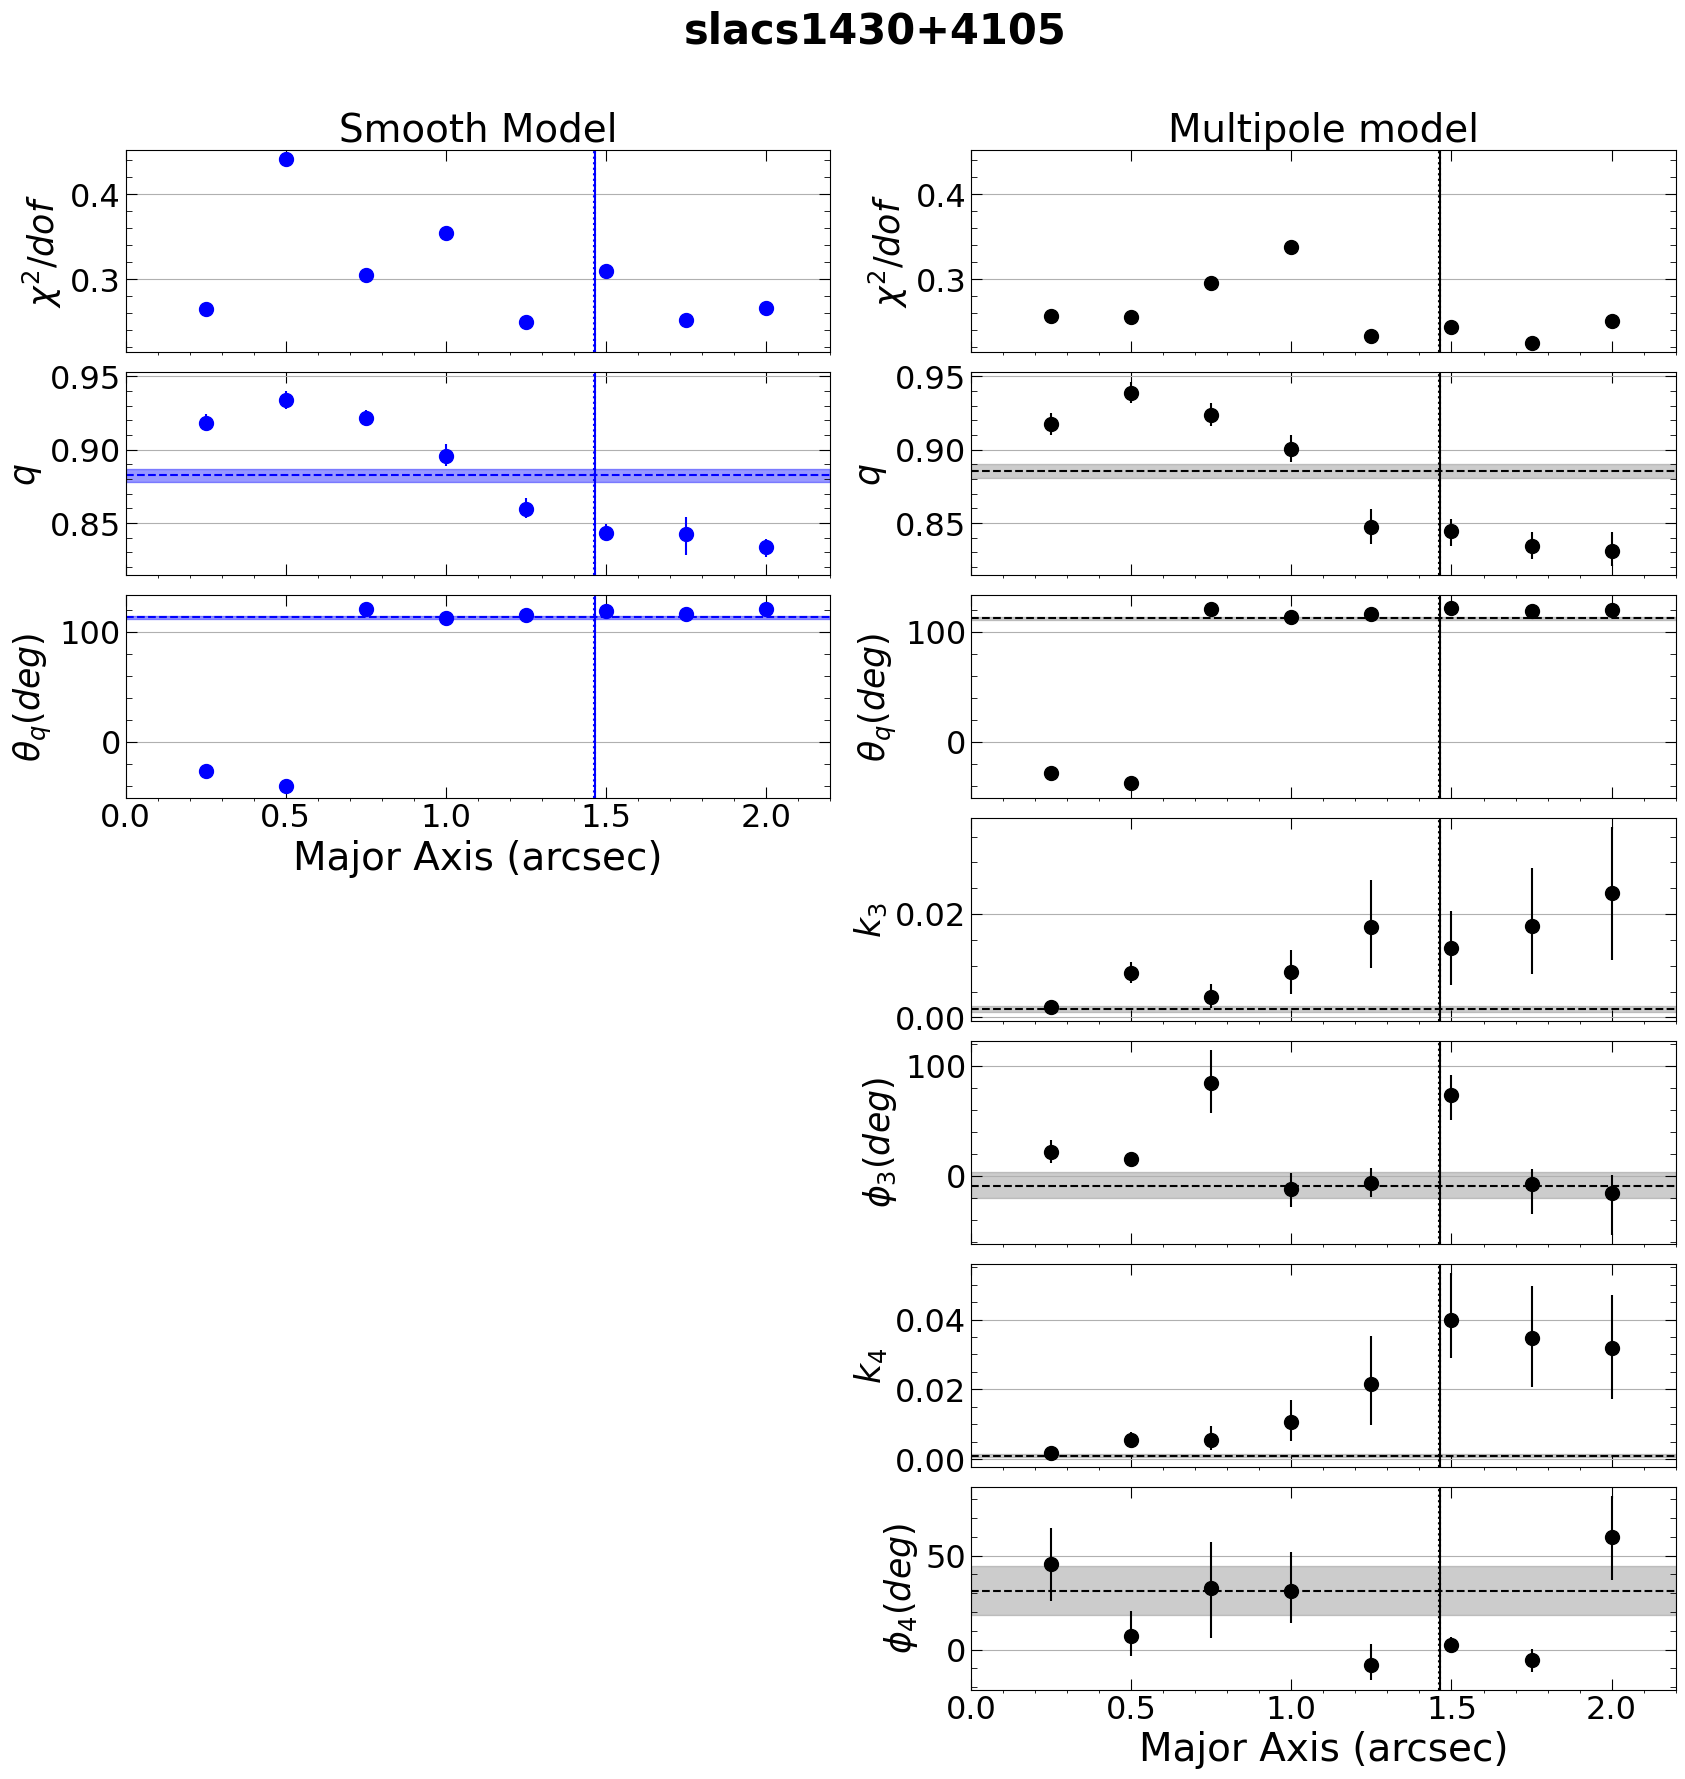 slacs1430+4105
Smooth Model
χ²/dof
0.4
0.3
q
0.95
0.90
0.85
θ_q(deg)
100
0
0.0 0.5 1.0 1.5 2.0
Major Axis (arcsec)
Multipole model
χ²/dof
0.4
0.3
q
0.95
0.90
0.85
θ_q(deg)
100
0
k₃
0.02
0.00
ϕ₃(deg)
100
0
k₄
0.04
0.02
0.00
ϕ₄(deg)
50
0
0.0 0.5 1.0 1.5 2.0
Major Axis (arcsec)